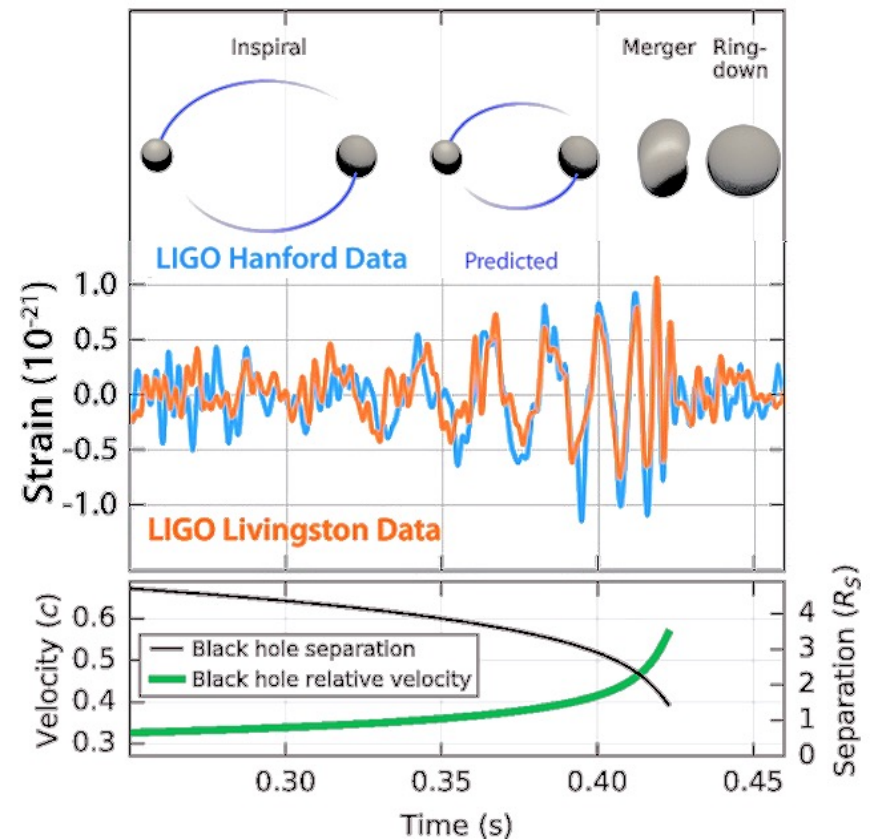 Inspiral
Merger
Ring-
down
LIGO Hanford Data
Predicted
Strain (10⁻²¹)
1.0
0.5
0.0
-0.5
-1.0
LIGO Livingston Data
Velocity (c)
0.6
0.5
0.4
0.3
Black hole separation
Black hole relative velocity
4
3
2
1
0
Separation (R_S)
0.30 0.35 0.40 0.45
Time (s)